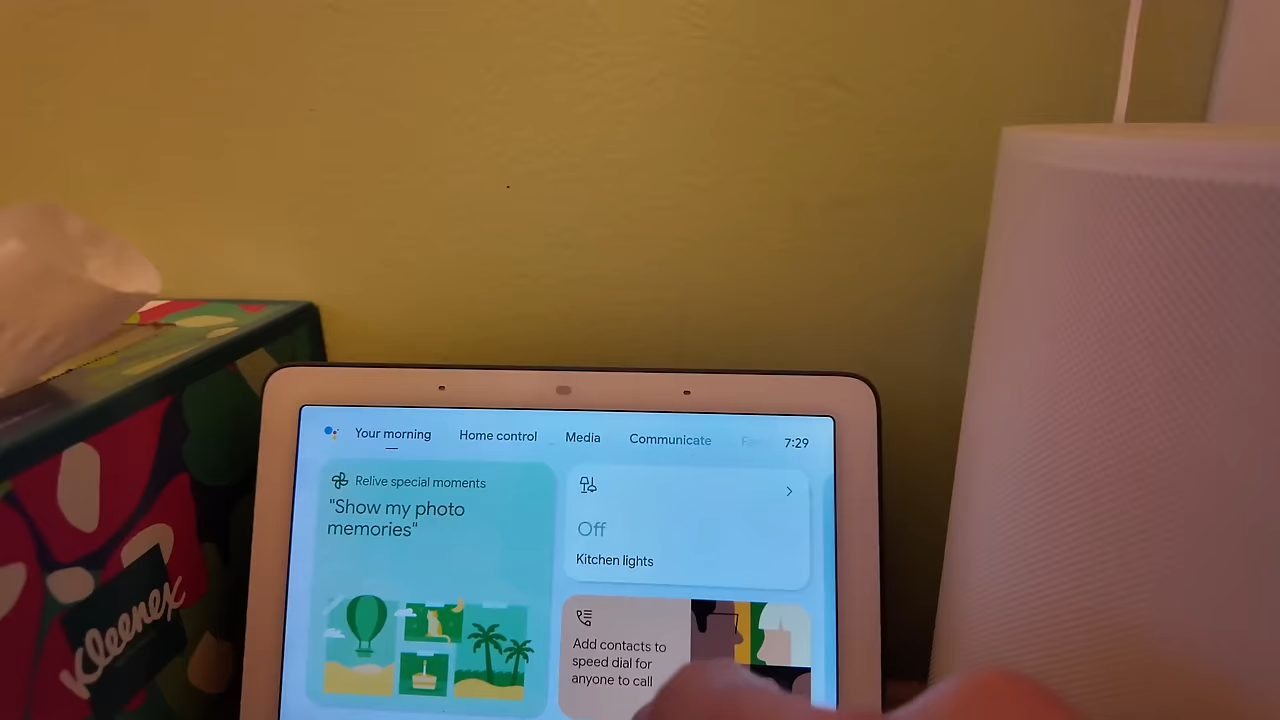 Your morning
Home control
Media
Communicate
7:29
Relive special moments
"Show my photo
memories"
Off
Kitchen lights
Add contacts to
speed dial for
anyone to call
Kleenex